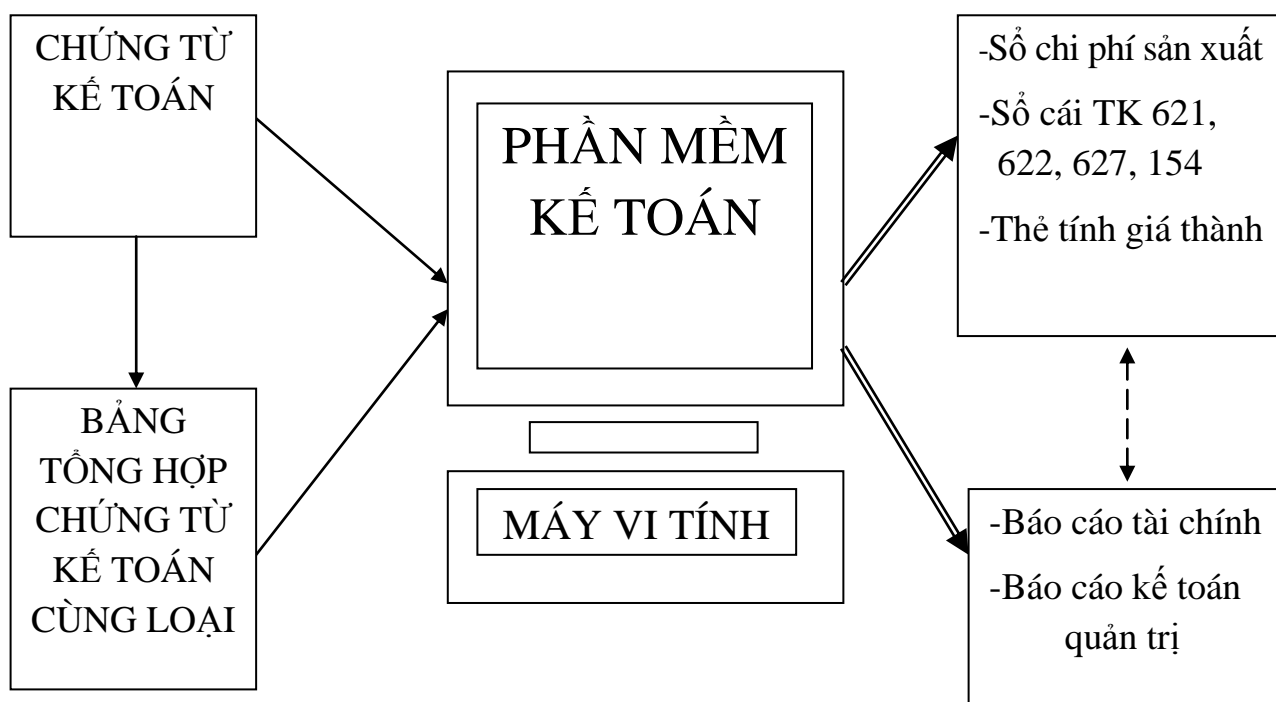 CHỨNG TỪ
KẾ TOÁN
BẢNG
TỔNG HỢP
CHỨNG TỪ
KẾ TOÁN
CÙNG LOẠI
PHẦN MỀM
KẾ TOÁN
MÁY VI TÍNH
-Sổ chi phí sản xuất
-Sổ cái TK 621,
622, 627, 154
-Thẻ tính giá thành
-Báo cáo tài chính
-Báo cáo kế toán
quản trị